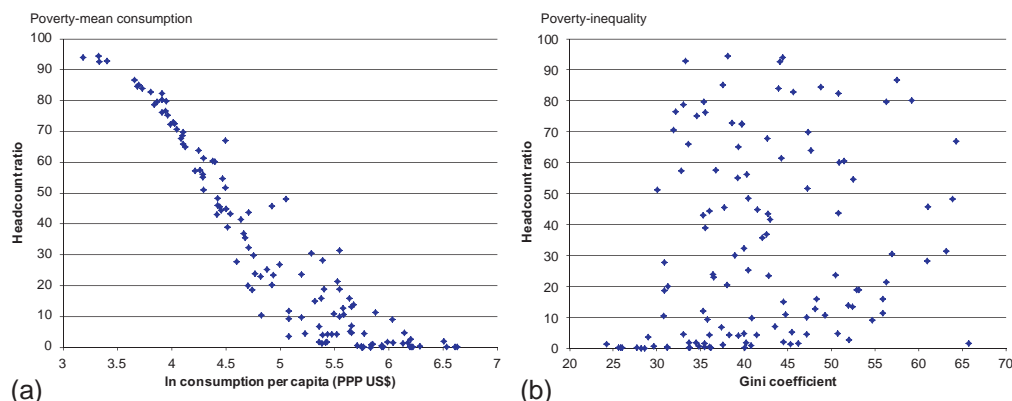 Poverty-mean consumption
100
90
80
70
60
50
40
30
20
10
0
Headcount ratio
3 3.5 4 4.5 5 5.5 6 6.5 7
ln consumption per capita (PPP US$)
(a)
Poverty-inequality
100
90
80
70
60
50
40
30
20
10
0
Headcount ratio
20 25 30 35 40 45 50 55 60 65 70
Gini coefficient
(b)